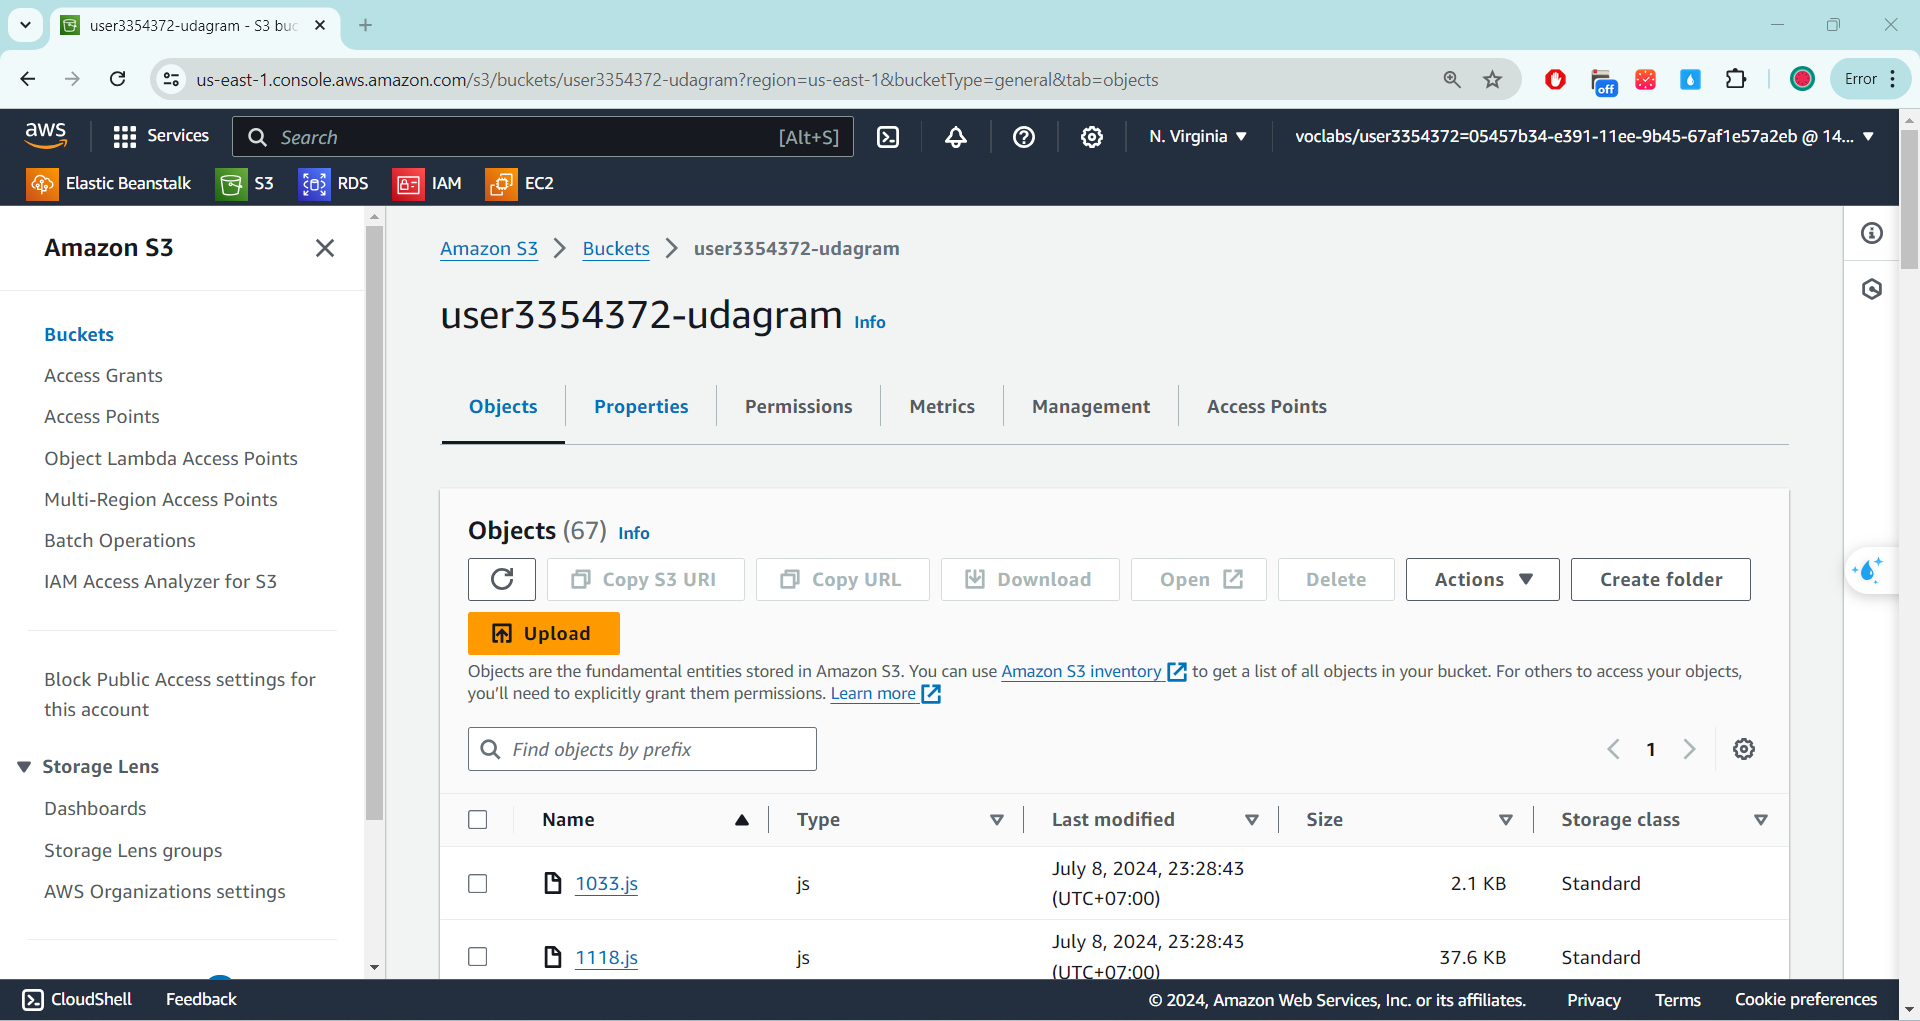 user3354372-udagram - S3 buc
us-east-1.console.aws.amazon.com/s3/buckets/user3354372-udagram?region=us-east-1&bucketType=general&tab=objects
off
Error
aws
Services
Search
[Alt+S]
N. Virginia
voclabs/user3354372=05457b34-e391-11ee-9b45-67af1e57a2eb @ 14...
Elastic Beanstalk
S3
RDS
IAM
EC2
Amazon S3
Buckets
Access Grants
Access Points
Object Lambda Access Points
Multi-Region Access Points
Batch Operations
IAM Access Analyzer for S3
Block Public Access settings for
this account
Storage Lens
Dashboards
Storage Lens groups
AWS Organizations settings
Amazon S3 > Buckets > user3354372-udagram
user3354372-udagram Info
Objects
Properties
Permissions
Metrics
Management
Access Points
Objects (67) Info
Copy S3 URI
Copy URL
Download
Open
Delete
Actions
Create folder
Upload
Objects are the fundamental entities stored in Amazon S3. You can use Amazon S3 inventory to get a list of all objects in your bucket. For others to access your objects,
you’ll need to explicitly grant them permissions. Learn more
Find objects by prefix
1
Name Type Last modified Size Storage class
1033.js js July 8, 2024, 23:28:43 2.1 KB Standard
(UTC+07:00)
1118.js js July 8, 2024, 23:28:43 37.6 KB Standard
(UTC+07:00)
CloudShell
Feedback
© 2024, Amazon Web Services, Inc. or its affiliates.
Privacy
Terms
Cookie preferences